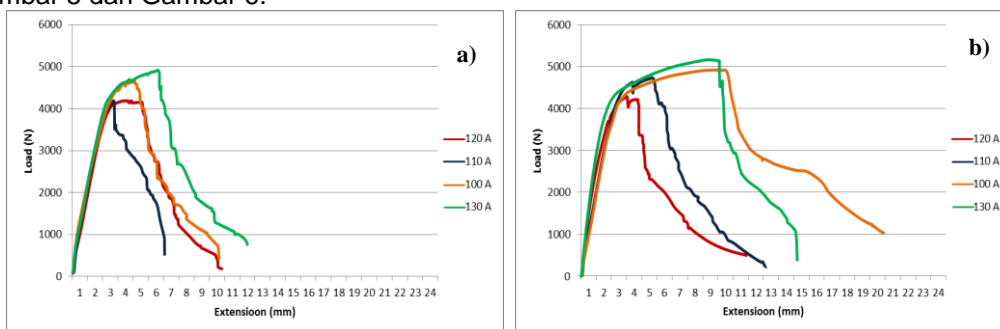 mbar 5 dan Gambar 6.
a)
Load (N)
6000
5000
4000
3000
2000
1000
0
1 2 3 4 5 6 7 8 9 10 11 12 13 14 15 16 17 18 19 20 21 22 23 24
Extensioon (mm)
120 A
110 A
100 A
130 A
b)
Load (N)
6000
5000
4000
3000
2000
1000
0
1 2 3 4 5 6 7 8 9 10 11 12 13 14 15 16 17 18 19 20 21 22 23 24
Extensioon (mm)
120 A
110 A
100 A
130 A